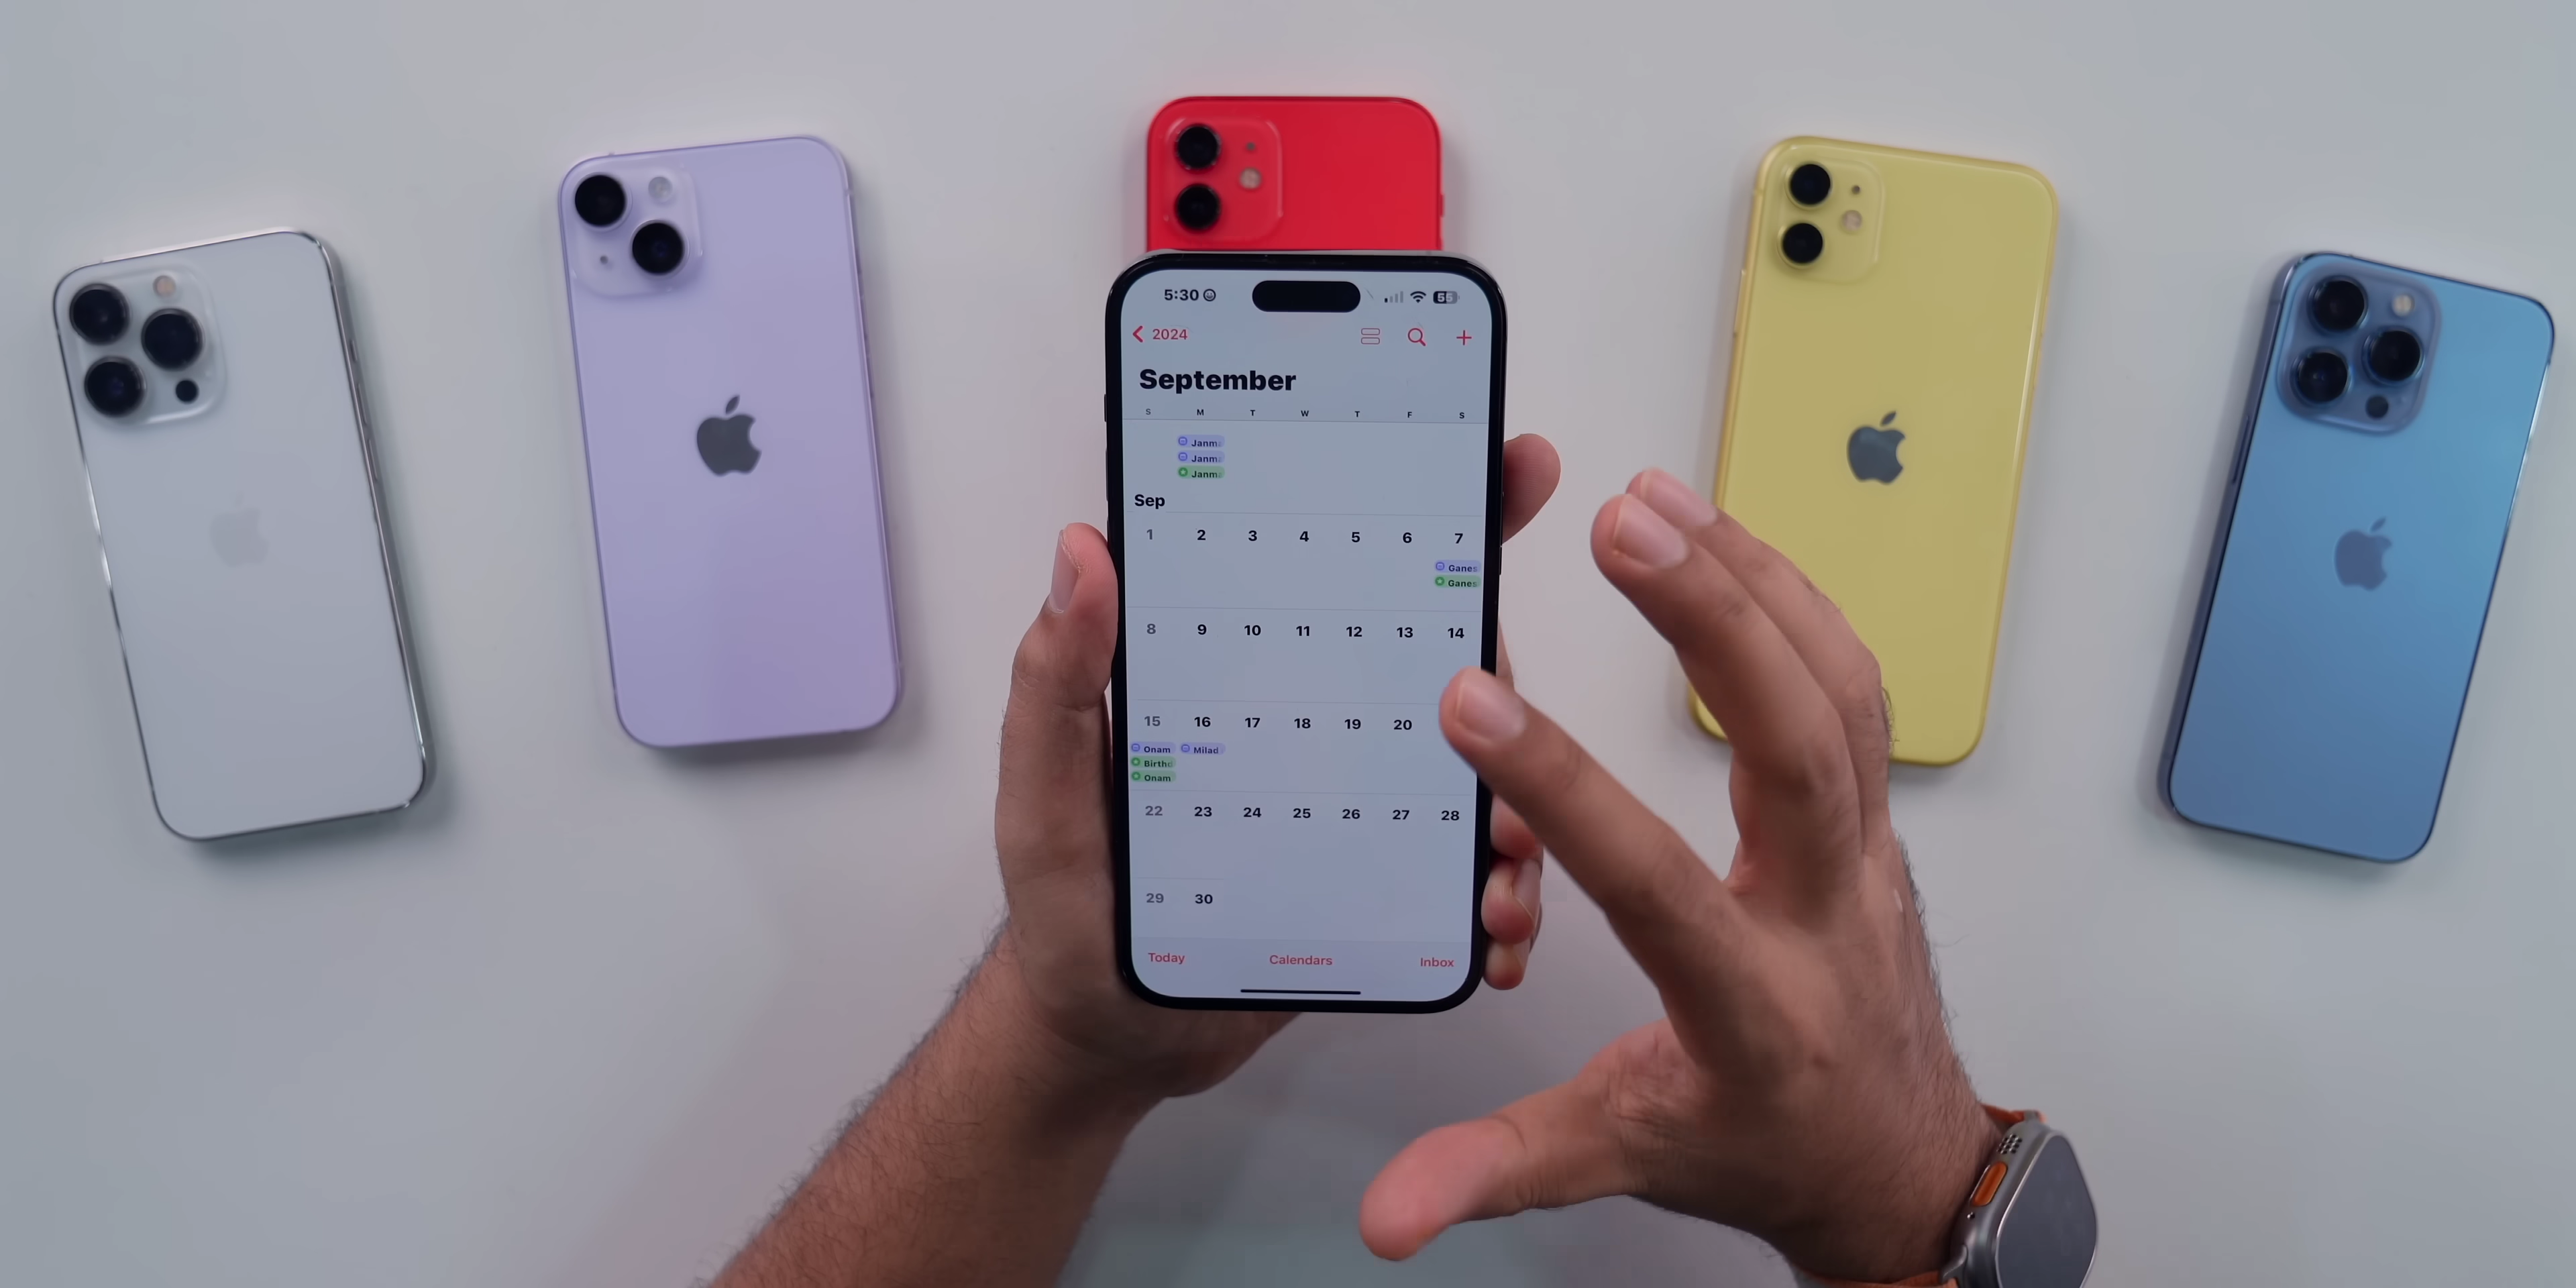 5:30
55
2024
September
S M T W T F S
Janm
Janm
Janm
Sep
1 2 3 4 5 6 7
Ganes
Ganes
8 9 10 11 12 13 14
15 16 17 18 19 20
Onam Milad
Birthd
Onam
22 23 24 25 26 27 28
29 30
Today Calendars Inbox